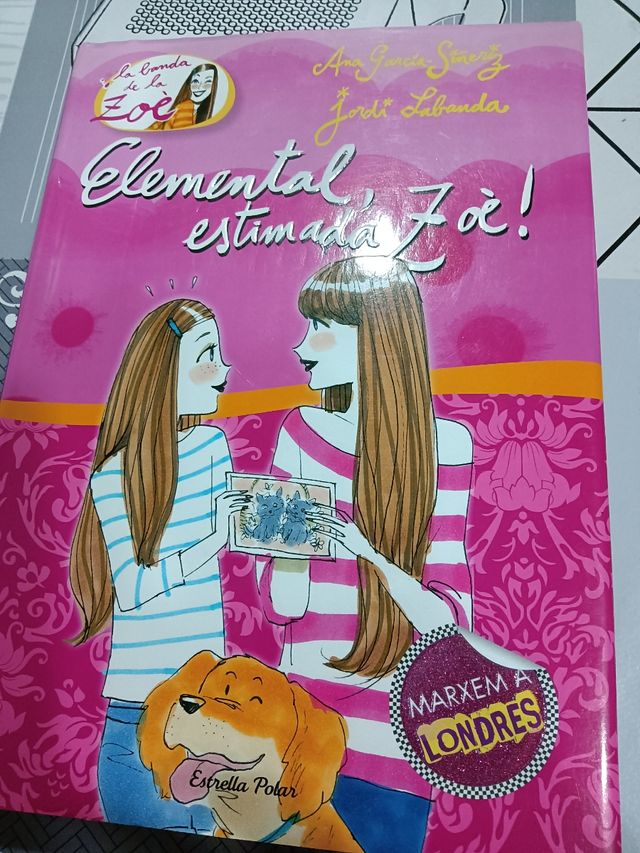 La banda
de la
Zoè
Ana García-Siñeriz
Jordi Labanda
Elemental,
estimada Zoè!
MARXEM A
LONDRES
Estrella Polar